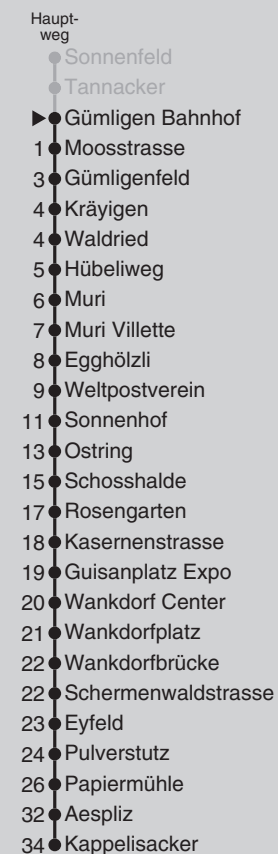 Haupt-
weg
Sonnenfeld
Tannacker
Gümligen Bahnhof
1 Moosstrasse
3 Gümligenfeld
4 Kräyigen
4 Waldried
5 Hübeliweg
6 Muri
7 Muri Villette
8 Egghölzli
9 Weltpostverein
11 Sonnenhof
13 Ostring
15 Schosshalde
17 Rosengarten
18 Kasernenstrasse
19 Guisanplatz Expo
20 Wankdorf Center
21 Wankdorfplatz
22 Wankdorfbrücke
22 Schermenwaldstrasse
23 Eyfeld
24 Pulverstutz
26 Papiermühle
32 Aespliz
34 Kappelisacker